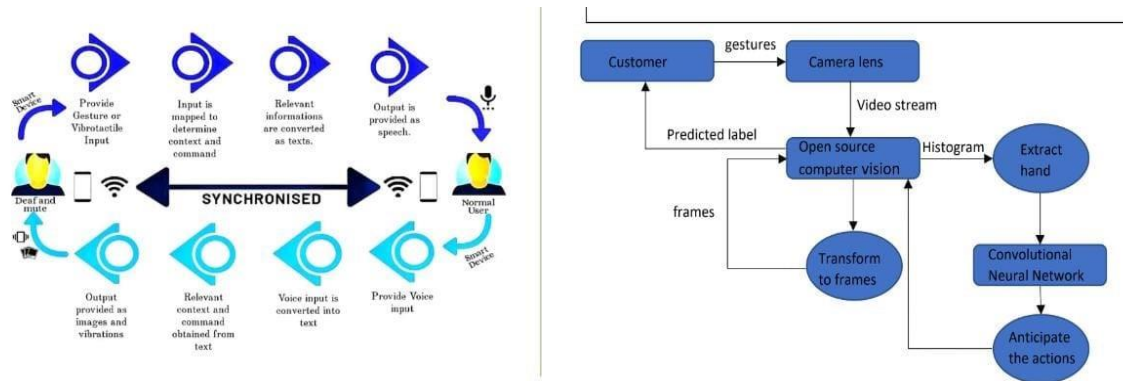 Smart Device
Provide
Gesture or
Vibrotactile
Input
Input is
mapped to
determine
context and
command
Relevant
informations
are converted
as texts.
Output is
provided as
speech.
Deaf and
mute
SYNCHRONISED
Normal
User
Smart
Device
Output
provided as
images and
vibrations
Relevant
context and
command
obtained from
text
Voice input is
converted into
text
Provide Voice
input
Customer
gestures
Camera lens
Video stream
Predicted label
Open source
computer vision
Histogram
Extract
hand
frames
Transform
to frames
Convolutional
Neural Network
Anticipate
the actions